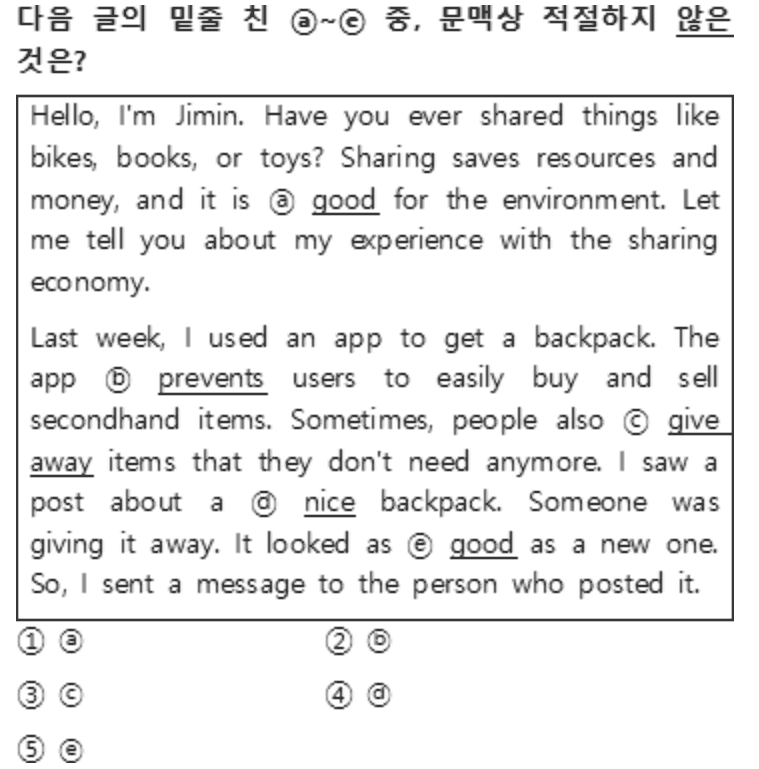 다음 글의 밑줄 친 ⓐ~ⓔ 중, 문맥상 적절하지 않은
것은?
Hello, I'm Jimin. Have you ever shared things like
bikes, books, or toys? Sharing saves resources and
money, and it is ⓐ good for the environment. Let
me tell you about my experience with the sharing
economy.
Last week, I used an app to get a backpack. The
app ⓑ prevents users to easily buy and sell
secondhand items. Sometimes, people also ⓒ give
away items that they don't need anymore. I saw a
post about a ⓓ nice backpack. Someone was
giving it away. It looked as ⓔ good as a new one.
So, I sent a message to the person who posted it.
① ⓐ ② ⓑ
③ ⓒ ④ ⓓ
⑤ ⓔ